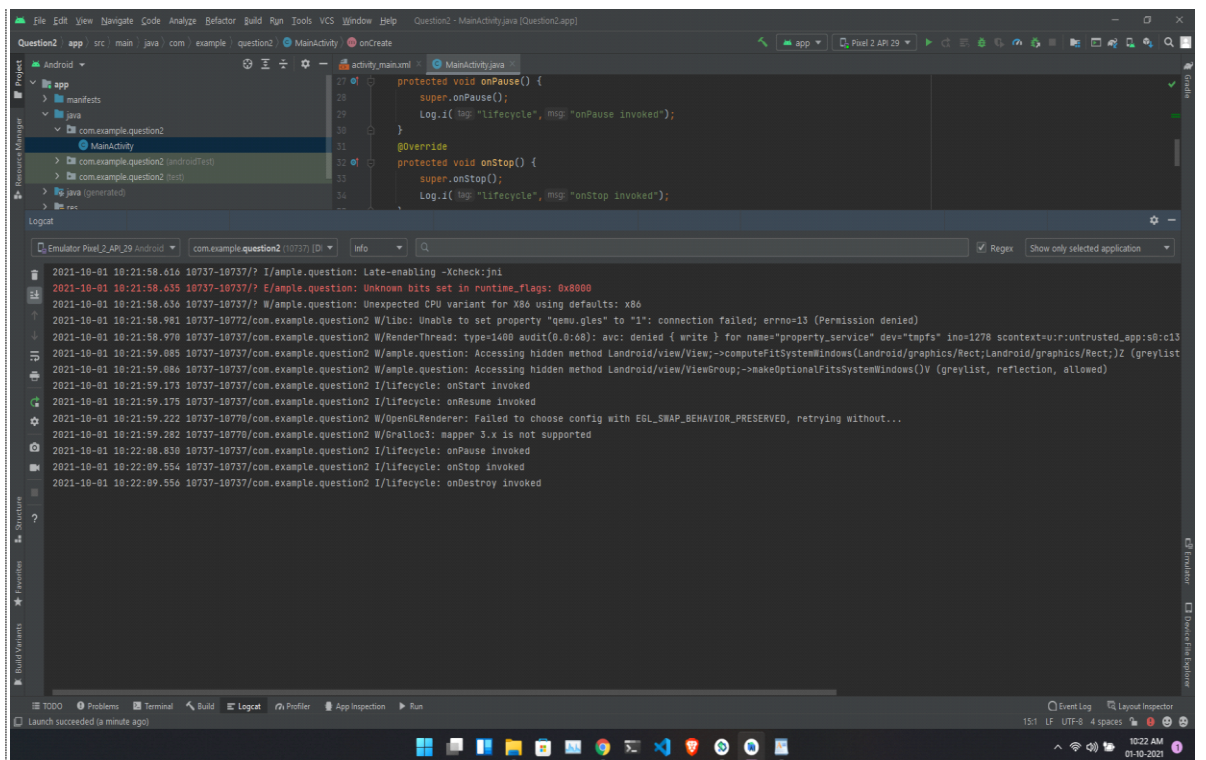 File Edit View Navigate Code Analyze Refactor Build Run Tools VCS Window Help Question2 - MainActivity.java [Question2.app]
Question2 app src main java com example question2 MainActivity onCreate app Pixel 2 API 29
Project Android activity_main.xml MainActivity.java Gradle
app
manifests
java
com.example.question2
MainActivity
com.example.question2 (androidTest)
com.example.question2 (test)
java (generated)
res
Resource Manager
27 protected void onPause() {
28 super.onPause();
29 Log.i( tag: "lifecycle", msg: "onPause invoked");
30 }
31 @Override
32 protected void onStop() {
33 super.onStop();
34 Log.i( tag: "lifecycle", msg: "onStop invoked");
Logcat
Emulator Pixel_2_API_29 Android com.example.question2 (10737) [D Info Regex Show only selected application
2021-10-01 10:21:58.616 10737-10737/? I/ample.question: Late-enabling -Xcheck:jni
2021-10-01 10:21:58.635 10737-10737/? E/ample.question: Unknown bits set in runtime_flags: 0x8000
2021-10-01 10:21:58.636 10737-10737/? W/ample.question: Unexpected CPU variant for X86 using defaults: x86
2021-10-01 10:21:58.981 10737-10772/com.example.question2 W/libc: Unable to set property "qemu.gles" to "1": connection failed; errno=13 (Permission denied)
2021-10-01 10:21:58.970 10737-10737/com.example.question2 W/RenderThread: type=1400 audit(0.0:68): avc: denied { write } for name="property_service" dev="tmpfs" ino=1278 scontext=u:r:untrusted_app:s0:c13
2021-10-01 10:21:59.085 10737-10737/com.example.question2 W/ample.question: Accessing hidden method Landroid/view/View;->computeFitSystemWindows(Landroid/graphics/Rect;Landroid/graphics/Rect;)Z (greylist
2021-10-01 10:21:59.086 10737-10737/com.example.question2 W/ample.question: Accessing hidden method Landroid/view/ViewGroup;->makeOptionalFitsSystemWindows()V (greylist, reflection, allowed)
2021-10-01 10:21:59.173 10737-10737/com.example.question2 I/lifecycle: onStart invoked
2021-10-01 10:21:59.175 10737-10737/com.example.question2 I/lifecycle: onResume invoked
2021-10-01 10:21:59.222 10737-10770/com.example.question2 W/OpenGLRenderer: Failed to choose config with EGL_SWAP_BEHAVIOR_PRESERVED, retrying without...
2021-10-01 10:21:59.282 10737-10770/com.example.question2 W/Gralloc3: mapper 3.x is not supported
2021-10-01 10:22:08.830 10737-10737/com.example.question2 I/lifecycle: onPause invoked
2021-10-01 10:22:09.554 10737-10737/com.example.question2 I/lifecycle: onStop invoked
2021-10-01 10:22:09.556 10737-10737/com.example.question2 I/lifecycle: onDestroy invoked
Structure
Favorites
Build Variants
Emulator
Device File Explorer
TODO Problems Terminal Build Logcat Profiler App Inspection Run Event Log Layout Inspector
Launch succeeded (a minute ago) 15:1 LF UTF-8 4 spaces
10:22 AM
01-10-2021
1